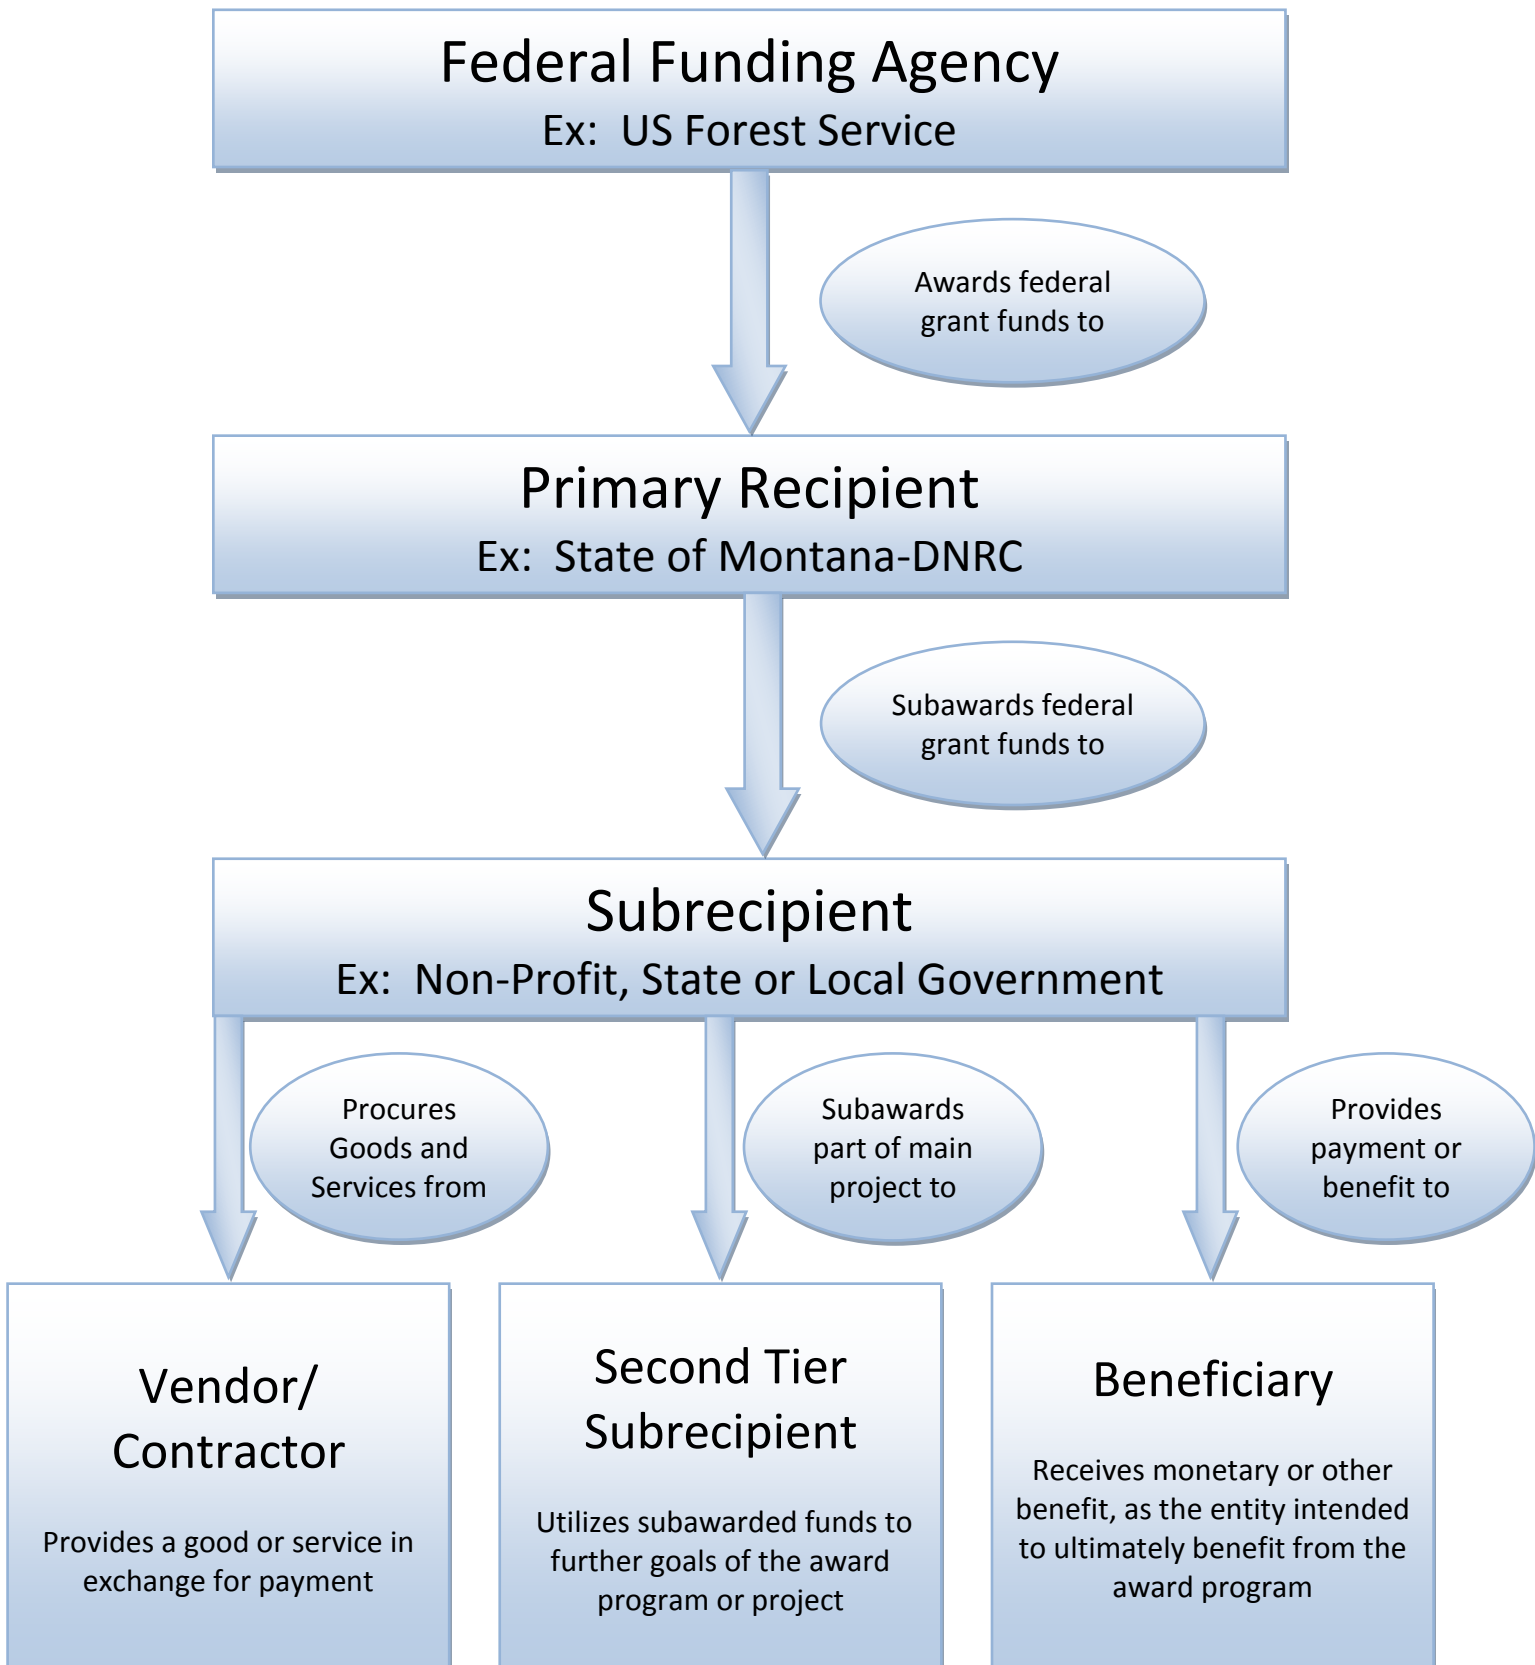 Federal Funding Agency
Ex: US Forest Service
Awards federal
grant funds to
Primary Recipient
Ex: State of Montana-DNRC
Subawards federal
grant funds to
Subrecipient
Ex: Non-Profit, State or Local Government
Procures
Goods and
Services from
Subawards
part of main
project to
Provides
payment or
benefit to
Vendor/
Contractor
Provides a good or service in
exchange for payment
Second Tier
Subrecipient
Utilizes subawarded funds to
further goals of the award
program or project
Beneficiary
Receives monetary or other
benefit, as the entity intended
to ultimately benefit from the
award program